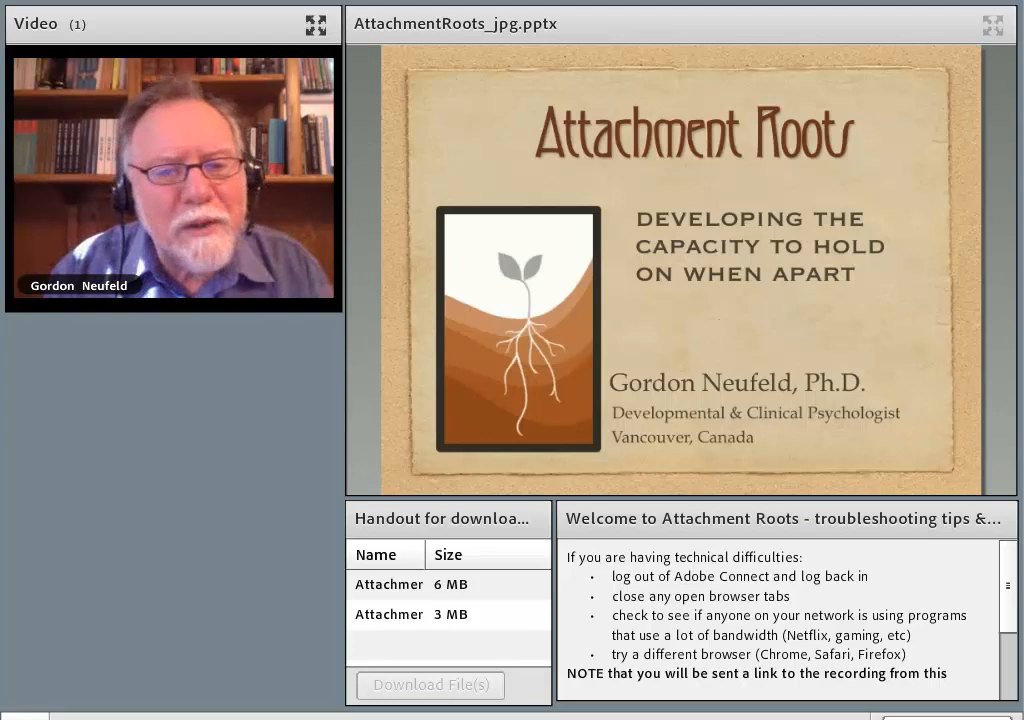 Video (1)
Gordon Neufeld
AttachmentRoots_jpg.pptx
Attachment Roots
DEVELOPING THE
CAPACITY TO HOLD
ON WHEN APART
Gordon Neufeld, Ph.D.
Developmental & Clinical Psychologist
Vancouver, Canada
Handout for downloa...
Name Size
Attachmer 6 MB
Attachmer 3 MB
Download File(s)
Welcome to Attachment Roots - troubleshooting tips &...
If you are having technical difficulties:
• log out of Adobe Connect and log back in
• close any open browser tabs
• check to see if anyone on your network is using programs
that use a lot of bandwidth (Netflix, gaming, etc)
• try a different browser (Chrome, Safari, Firefox)
NOTE that you will be sent a link to the recording from this